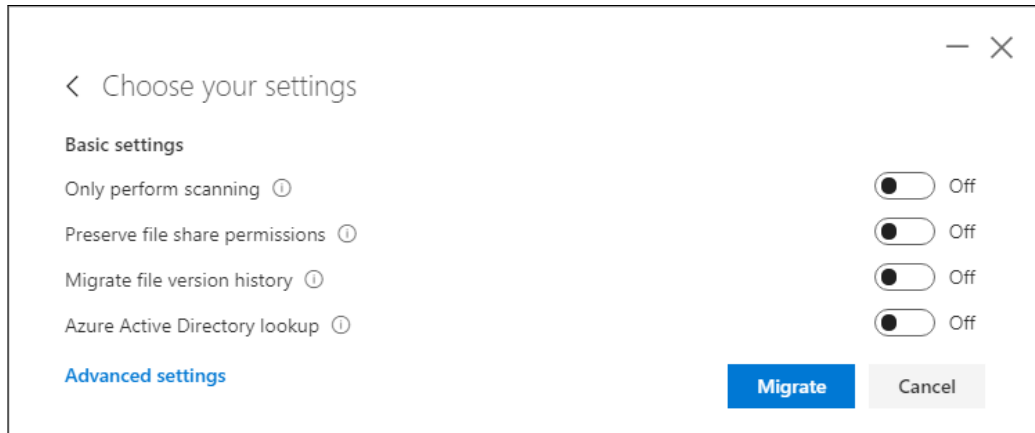 Choose your settings
Basic settings
Only perform scanning
Off
Preserve file share permissions
Off
Migrate file version history
Off
Azure Active Directory lookup
Off
Advanced settings
Migrate
Cancel